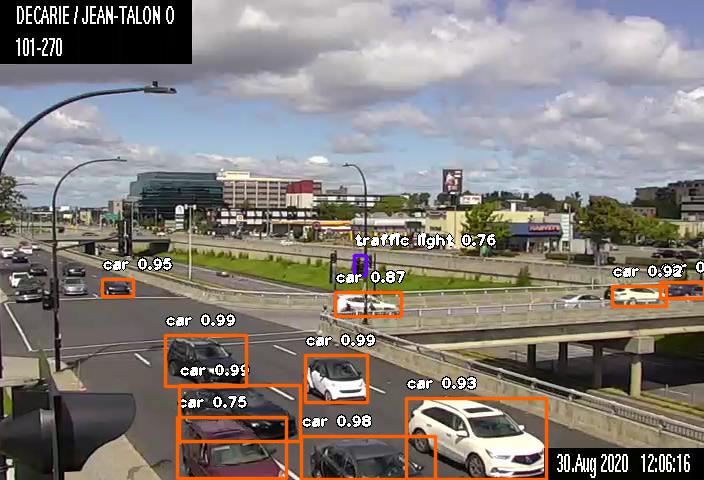 DECARIE / JEAN-TALON O
101-270
traffic light 0.76
car 0.95
car 0.87
car 0.92
car 0.99
car 0.99
car 0.99
car 0.75
car 0.93
car 0.98
HARVEY'S
30.Aug 2020 12:06:16